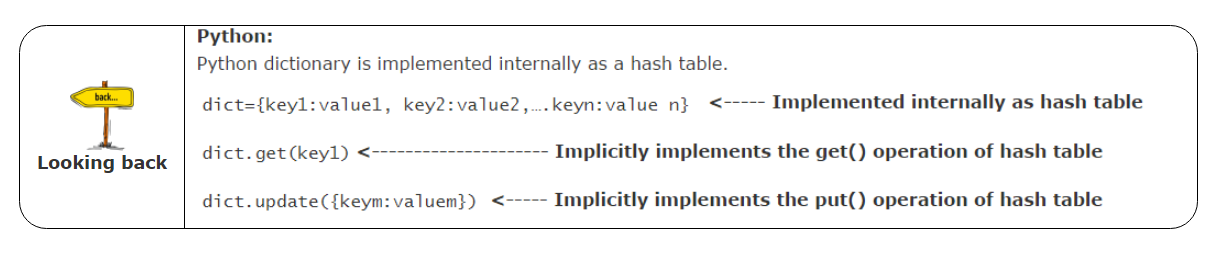 back...
Looking back
Python:
Python dictionary is implemented internally as a hash table.
dict={key1:value1, key2:value2,….keyn:value n} <----- Implemented internally as hash table
dict.get(key1) <--------------------- Implicitly implements the get() operation of hash table
dict.update({keym:valuem}) <----- Implicitly implements the put() operation of hash table